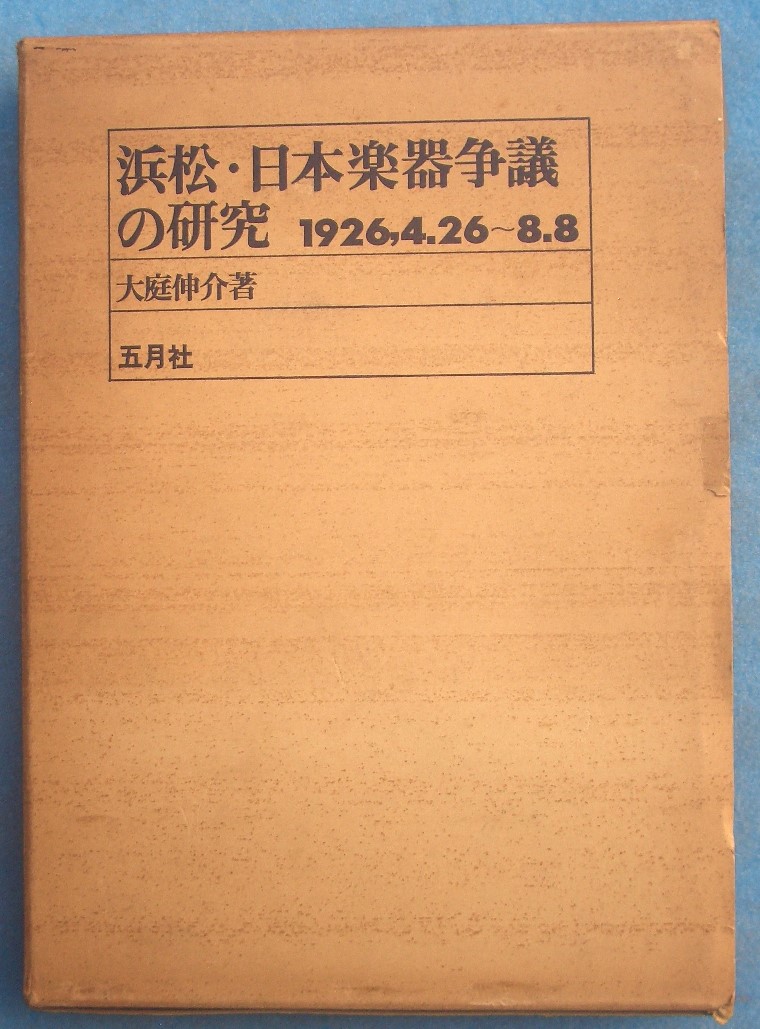 浜松・日本楽器争議
の研究 1926,4.26~8.8
大庭伸介著
五月社